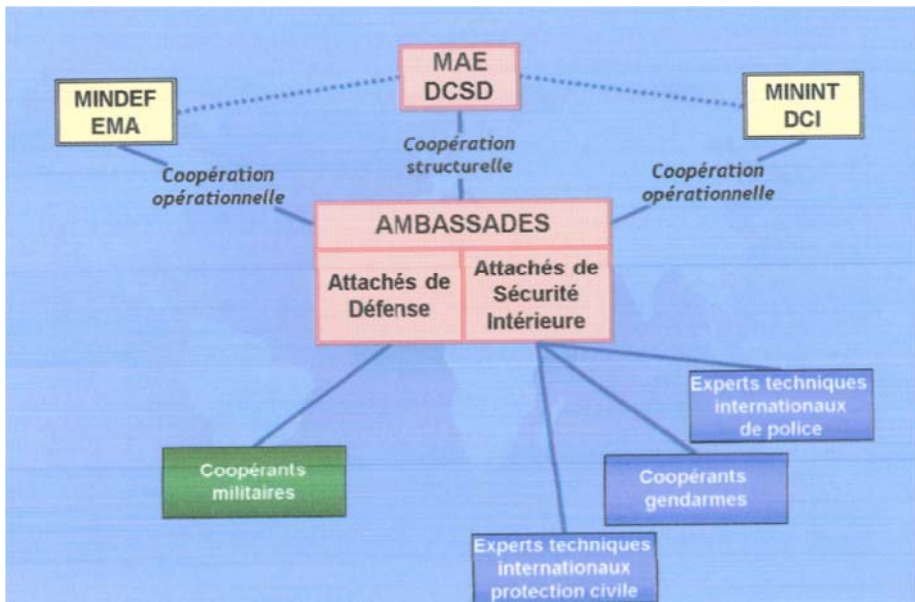 MAE
DCSD
MINDEF
EMA
MININT
DCI
Coopération
structurelle
Coopération
opérationnelle
Coopération
opérationnelle
AMBASSADES
Attachés de
Défense
Attachés de
Sécurité
Intérieure
Experts techniques
internationaux
de police
Coopérants
militaires
Coopérants
gendarmes
Experts techniques
internationaux
protection civile